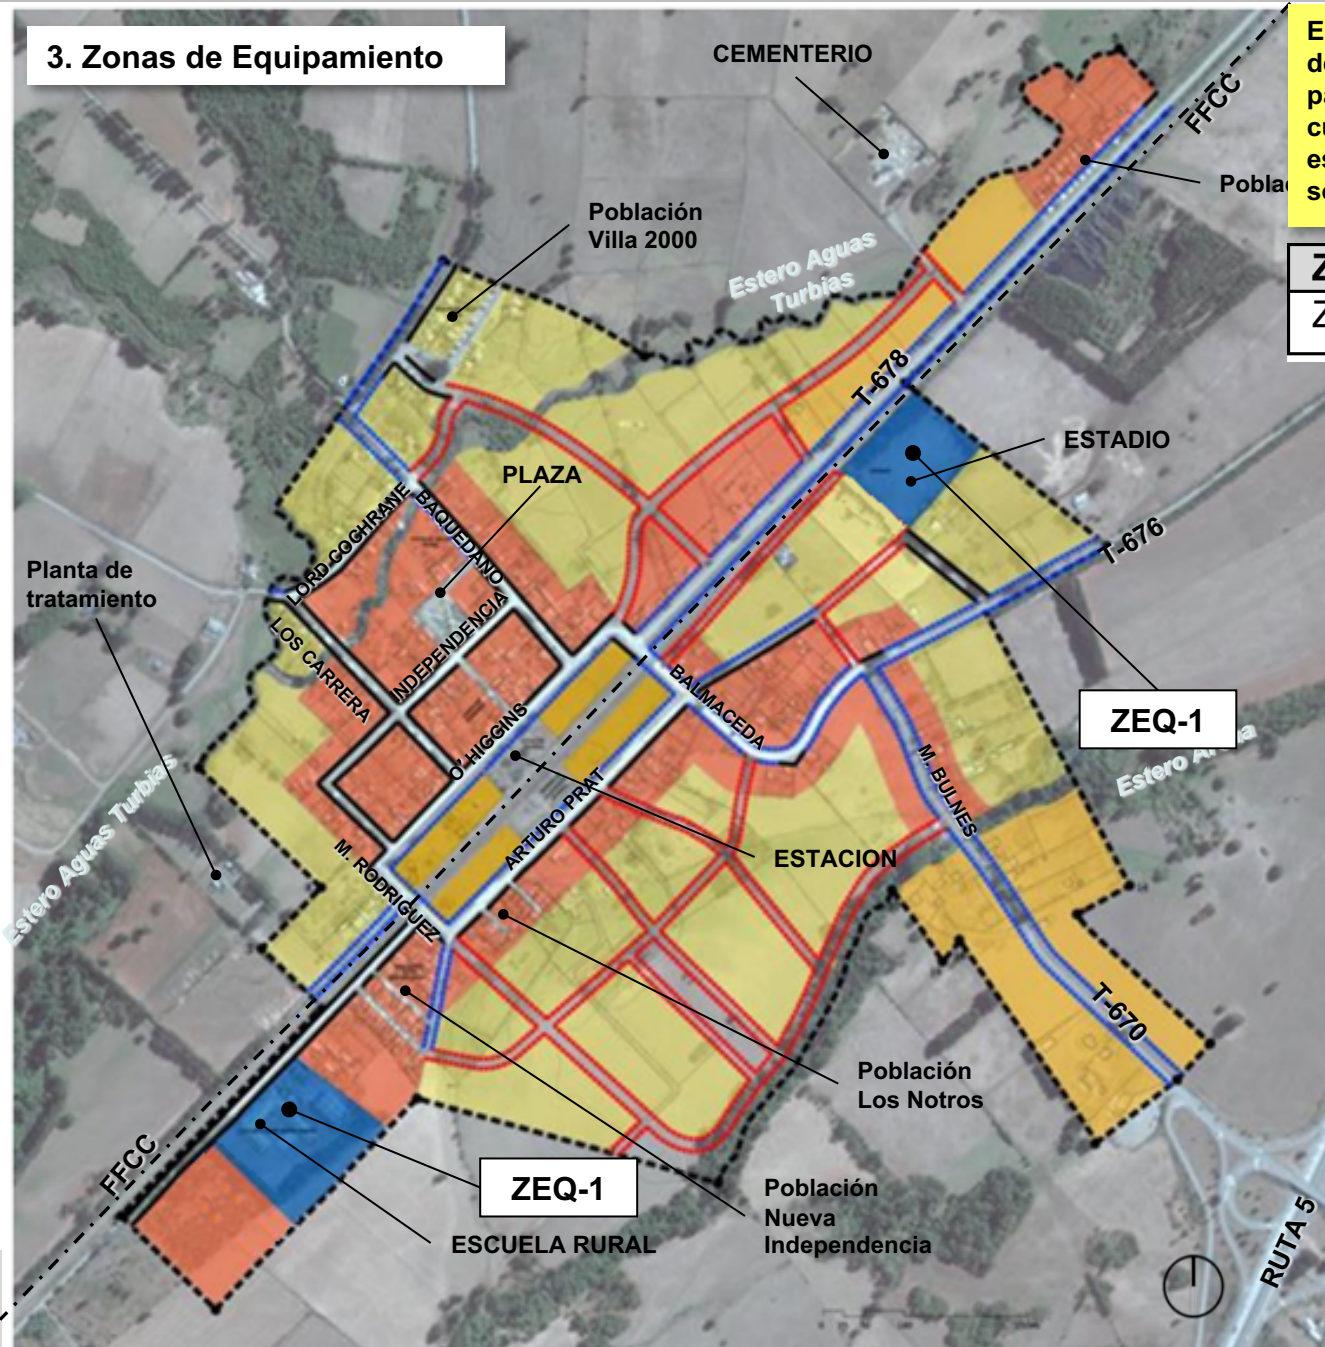 3. Zonas de Equipamiento
CEMENTERIO
FFCC
Población
Villa 2000
Estero Aguas
Turbias
T-678
ESTADIO
PLAZA
T-676
LORD COCHRANE
BAQUEDANO
Planta de
tratamiento
INDEPENDENCIA
LOS CARRERA
BALMACEDA
ZEQ-1
O'HIGGINS
M. BULNES
Estero Aguas Turbias
ARTURO PRAT
M. RODRIGUEZ
ESTACION
T-670
Población
Los Notros
FFCC
ZEQ-1
Población
Nueva
Independencia
ESCUELA RURAL
RUTA 5